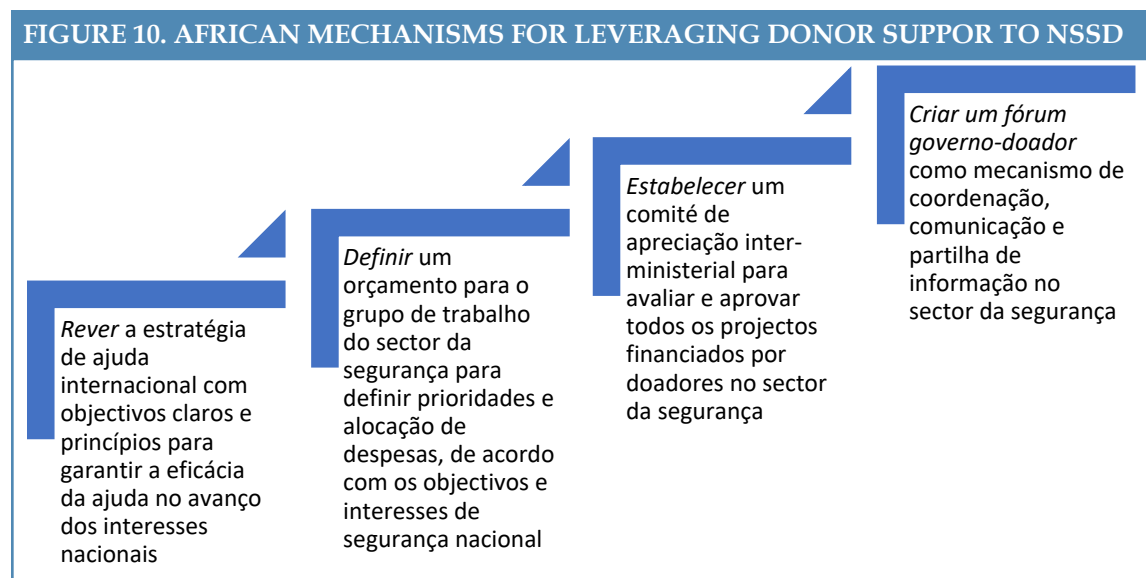 FIGURE 10. AFRICAN MECHANISMS FOR LEVERAGING DONOR SUPPOR TO NSSD
Rever a estratégia
de ajuda
internacional com
objectivos claros e
princípios para
garantir a eficácia
da ajuda no avanço
dos interesses
nacionais
Definir um
orçamento para o
grupo de trabalho
do sector da
segurança para
definir prioridades e
alocação de
despesas, de acordo
com os objectivos e
interesses de
segurança nacional
Estabelecer um
comité de
apreciação inter-
ministerial para
avaliar e aprovar
todos os projectos
financiados por
doadores no sector
da segurança
Criar um fórum
governo-doador
como mecanismo de
coordenação,
comunicação e
partilha de
informação no
sector da segurança